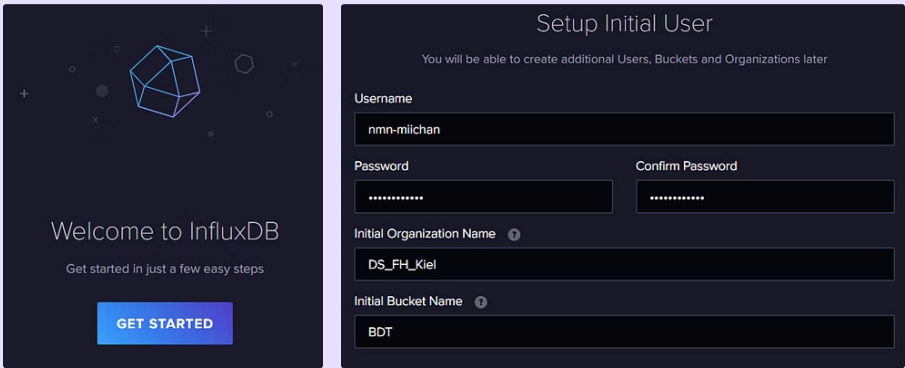 Welcome to InfluxDB
Get started in just a few easy steps
GET STARTED
Setup Initial User
You will be able to create additional Users, Buckets and Organizations later
Username
nmn-miichan
Password
Confirm Password
••••••••••••
••••••••••••
Initial Organization Name ?
DS_FH_Kiel
Initial Bucket Name ?
BDT